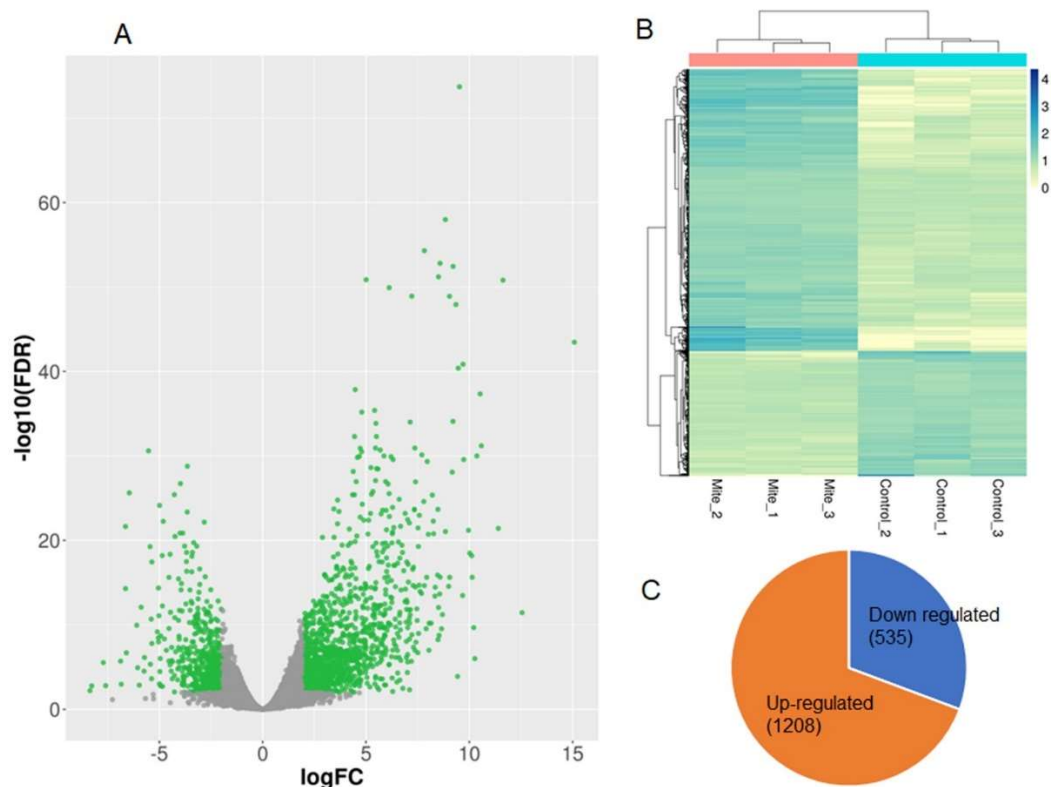 A
-log10(FDR)
60
40
20
0
-5
0
5
10
15
logFC
B
4
3
2
1
0
Mite_2
Mite_1
Mite_3
Control_2
Control_1
Control_3
C
Down regulated
(535)
Up-regulated
(1208)